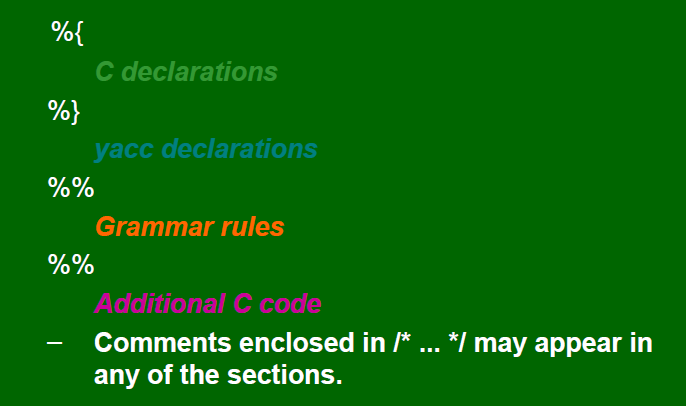 %{
C declarations
%}
yacc declarations
%%
Grammar rules
%%
Additional C code
– Comments enclosed in /* ... */ may appear in
any of the sections.